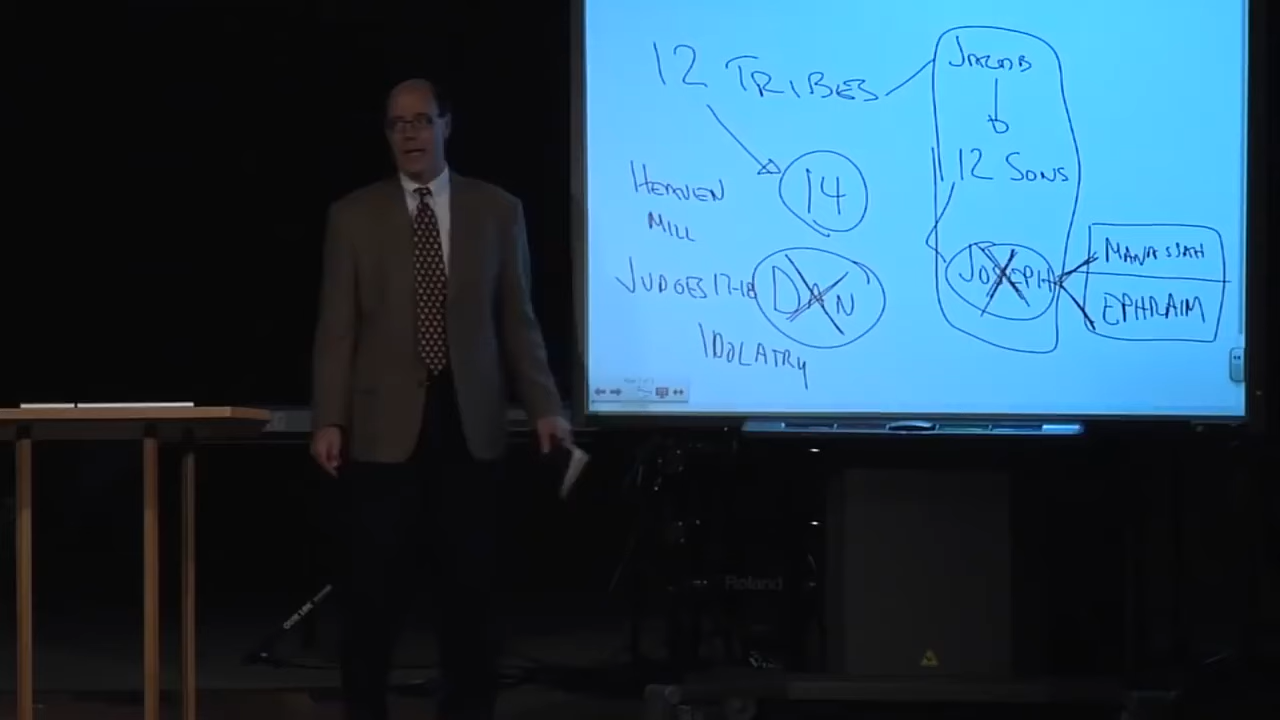 12 TRIBES
14
HEAVEN
MILL
JUDGES 17-18
DAN
IDOLATRY
JACOB
12 SONS
JOSEPH
MANASSAH
EPHRAIM
Roland